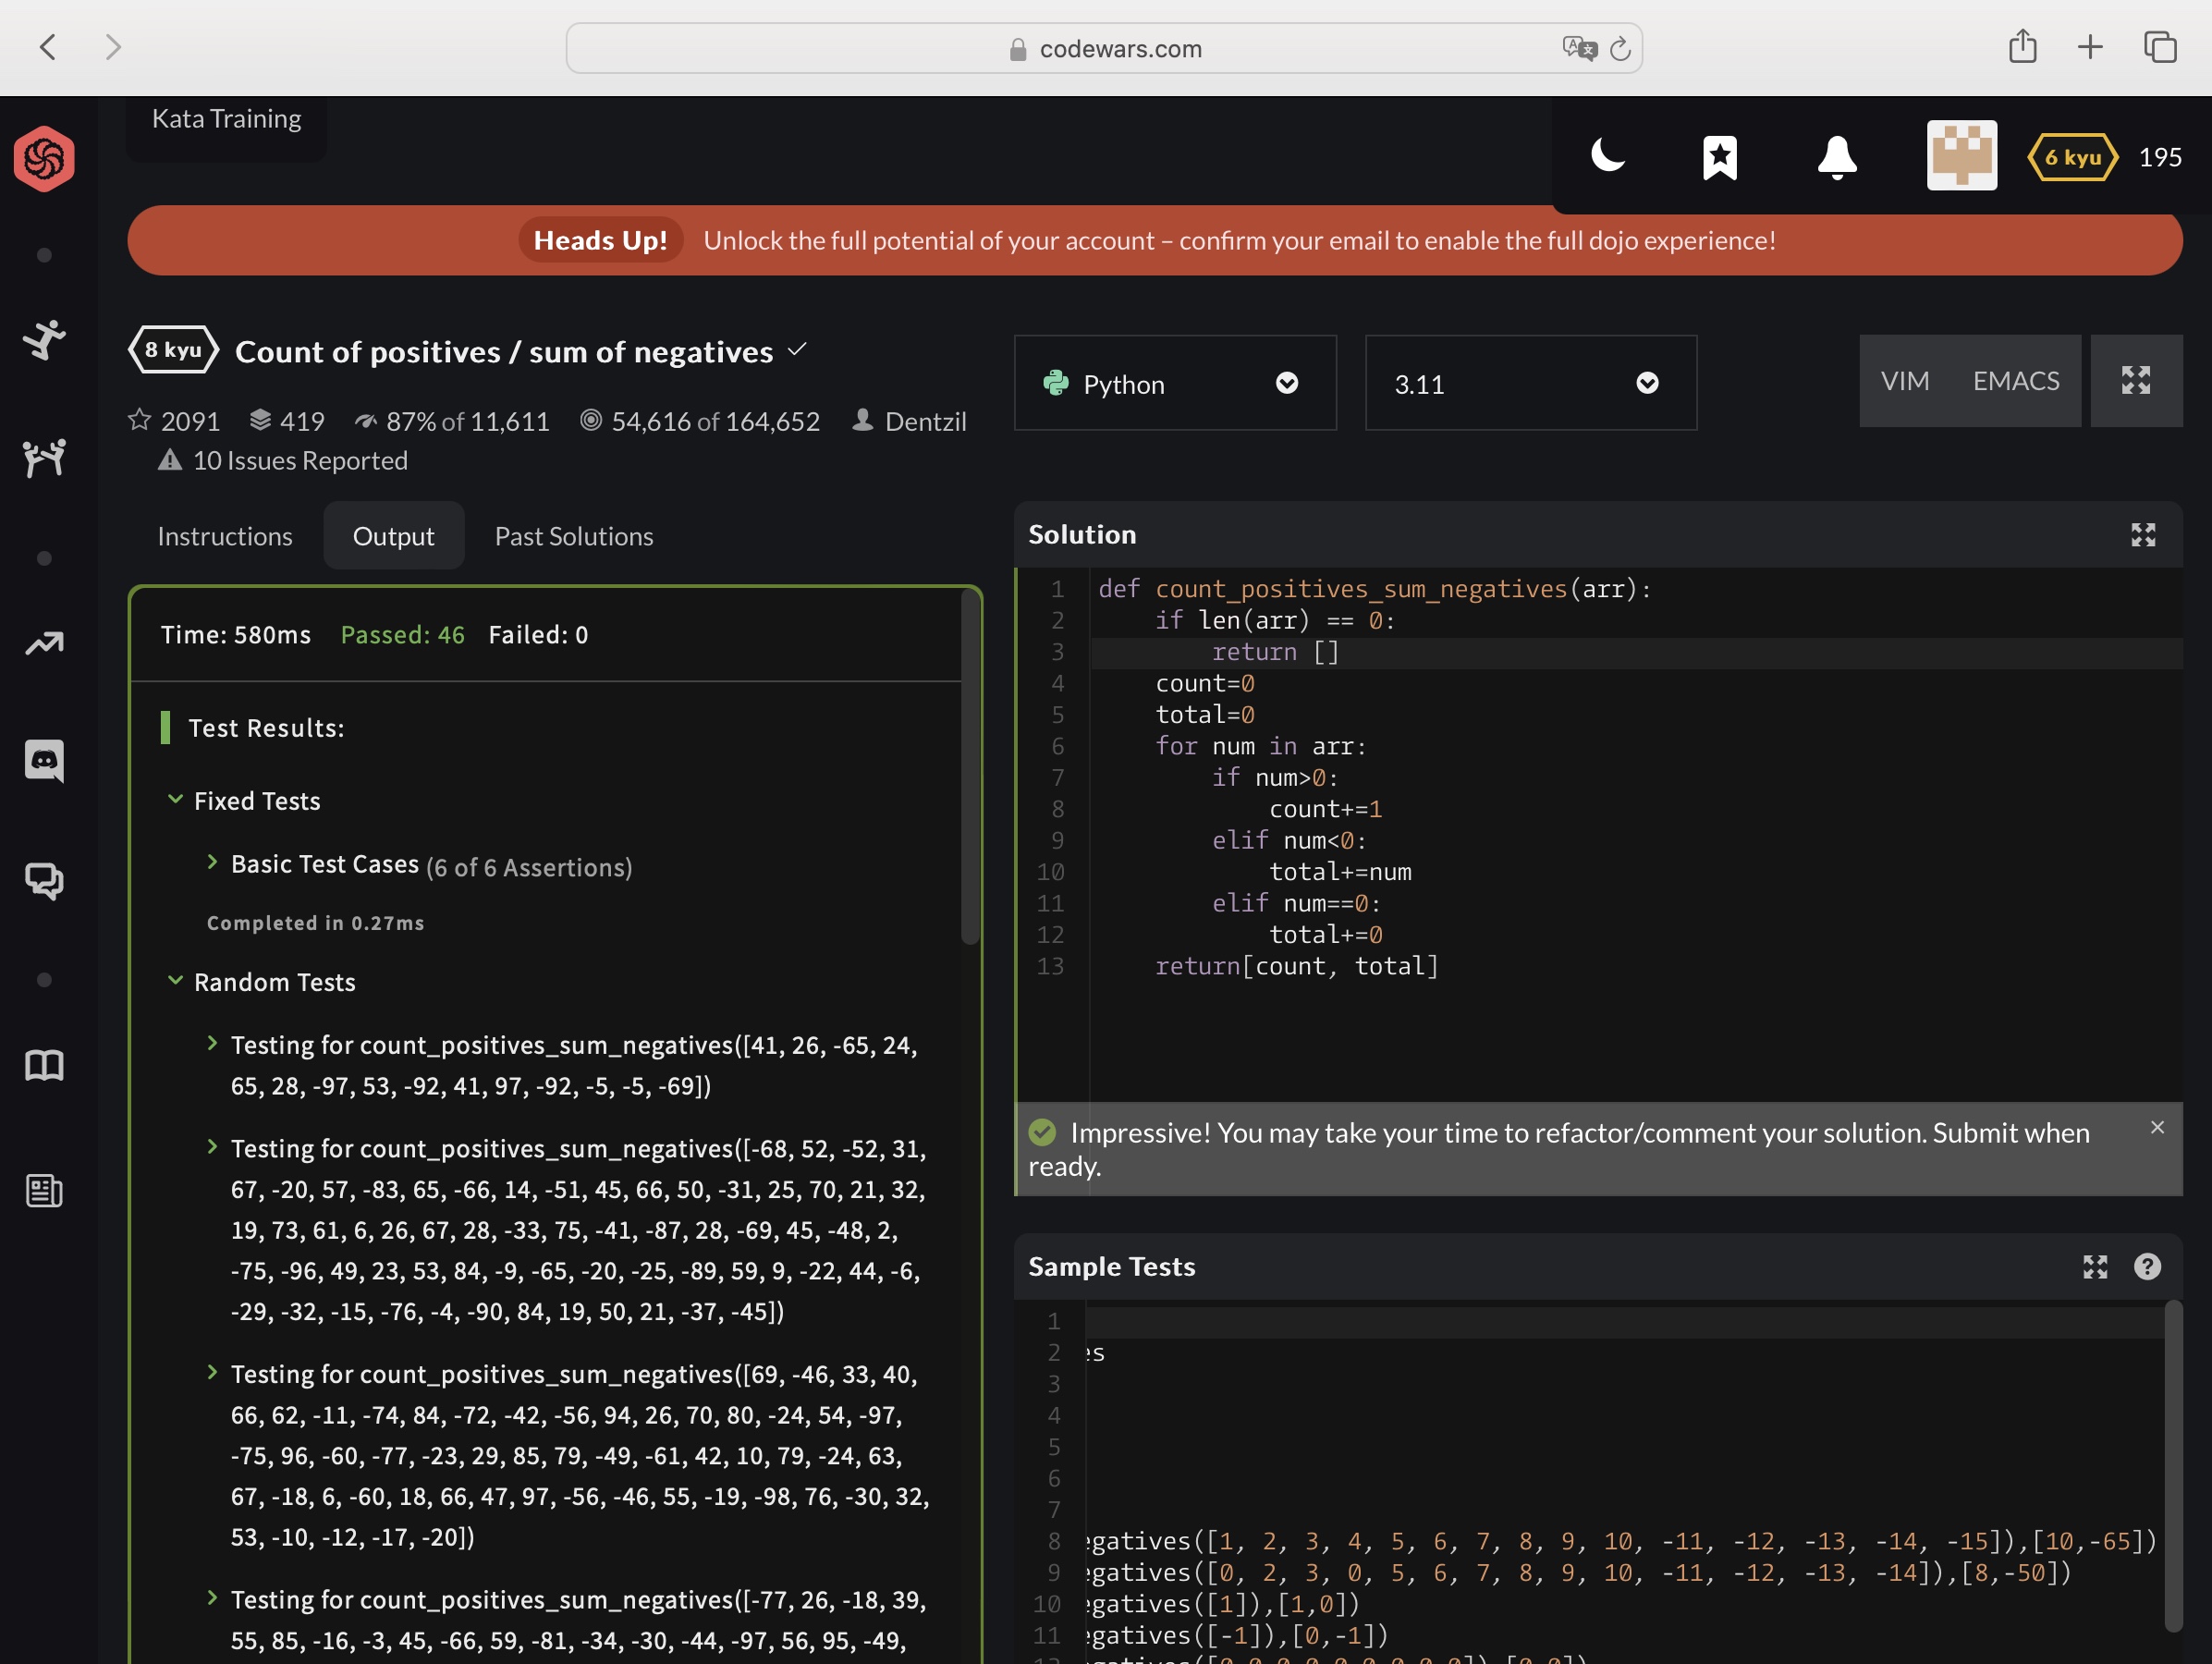 codewars.com
Kata Training
6 kyu 195
Heads Up! Unlock the full potential of your account – confirm your email to enable the full dojo experience!
8 kyu Count of positives / sum of negatives
2091 419 87% of 11,611 54,616 of 164,652 Dentzil
10 Issues Reported
Python 3.11 VIM EMACS
Instructions Output Past Solutions
Time: 580ms Passed: 46 Failed: 0
Test Results:
Fixed Tests
Basic Test Cases (6 of 6 Assertions)
Completed in 0.27ms
Random Tests
Testing for count_positives_sum_negatives([41, 26, -65, 24,
65, 28, -97, 53, -92, 41, 97, -92, -5, -5, -69])
Testing for count_positives_sum_negatives([-68, 52, -52, 31,
67, -20, 57, -83, 65, -66, 14, -51, 45, 66, 50, -31, 25, 70, 21, 32,
19, 73, 61, 6, 26, 67, 28, -33, 75, -41, -87, 28, -69, 45, -48, 2,
-75, -96, 49, 23, 53, 84, -9, -65, -20, -25, -89, 59, 9, -22, 44, -6,
-29, -32, -15, -76, -4, -90, 84, 19, 50, 21, -37, -45])
Testing for count_positives_sum_negatives([69, -46, 33, 40,
66, 62, -11, -74, 84, -72, -42, -56, 94, 26, 70, 80, -24, 54, -97,
-75, 96, -60, -77, -23, 29, 85, 79, -49, -61, 42, 10, 79, -24, 63,
67, -18, 6, -60, 18, 66, 47, 97, -56, -46, 55, -19, -98, 76, -30, 32,
53, -10, -12, -17, -20])
Testing for count_positives_sum_negatives([-77, 26, -18, 39,
55, 85, -16, -3, 45, -66, 59, -81, -34, -30, -44, -97, 56, 95, -49,
Solution
1 def count_positives_sum_negatives(arr):
2 if len(arr) == 0:
3 return []
4 count=0
5 total=0
6 for num in arr:
7 if num>0:
8 count+=1
9 elif num<0:
10 total+=num
11 elif num==0:
12 total+=0
13 return[count, total]
Impressive! You may take your time to refactor/comment your solution. Submit when
ready.
Sample Tests
1
2 es
3
4
5
6
7
8 egatives([1, 2, 3, 4, 5, 6, 7, 8, 9, 10, -11, -12, -13, -14, -15]),[10,-65])
9 egatives([0, 2, 3, 0, 5, 6, 7, 8, 9, 10, -11, -12, -13, -14]),[8,-50])
10 egatives([1]),[1,0])
11 egatives([-1]),[0,-1])